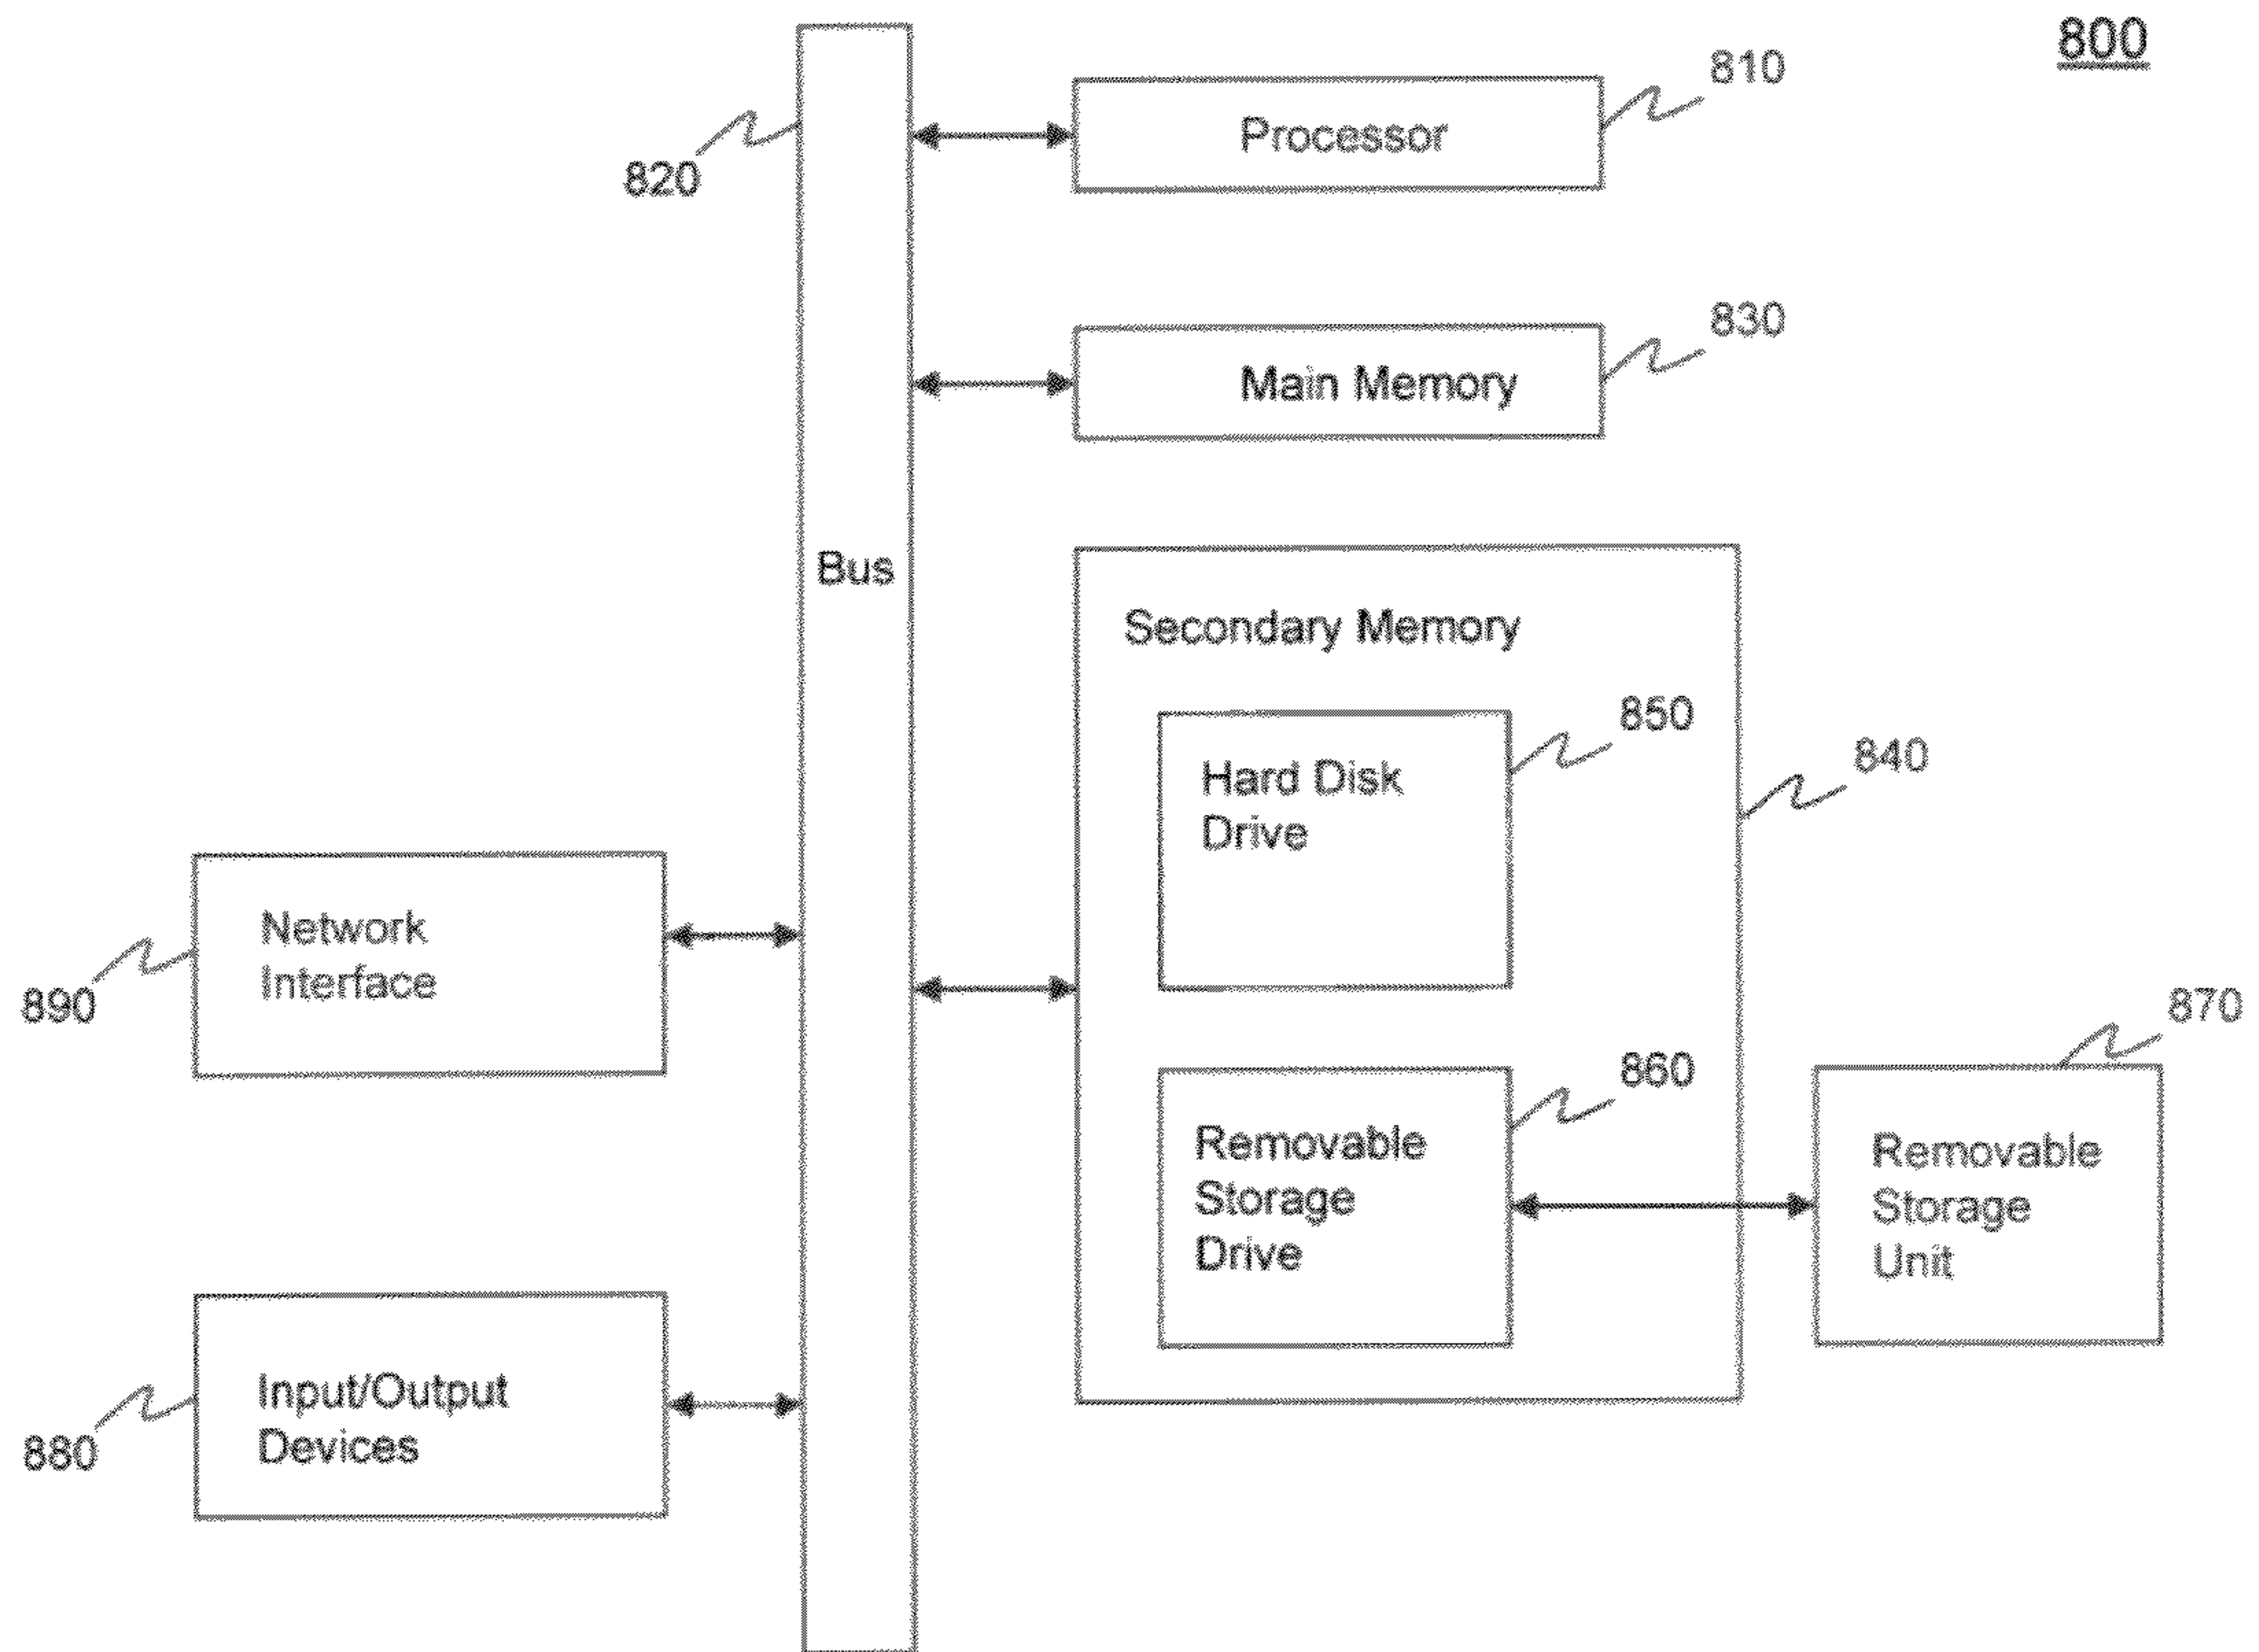 800
810
Processor
820
830
Main Memory
Bus
Secondary Memory
850
Hard Disk
Drive
840
Network
Interface
890
870
860
Removable
Storage
Drive
Removable
Storage
Unit
Input/Output
Devices
880